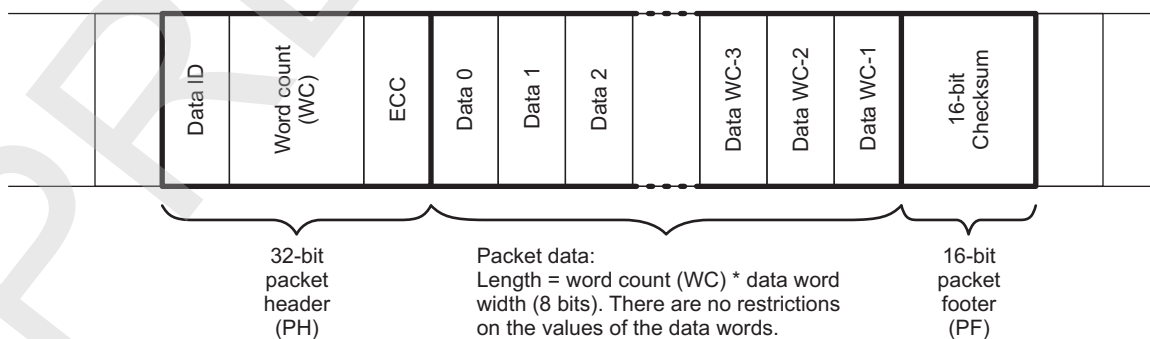 Data ID
Word count
(WC)
ECC
Data 0
Data 1
Data 2
Data WC-3
Data WC-2
Data WC-1
16-bit
Checksum
32-bit
packet
header
(PH)
Packet data:
Length = word count (WC) * data word
width (8 bits). There are no restrictions
on the values of the data words.
16-bit
packet
footer
(PF)